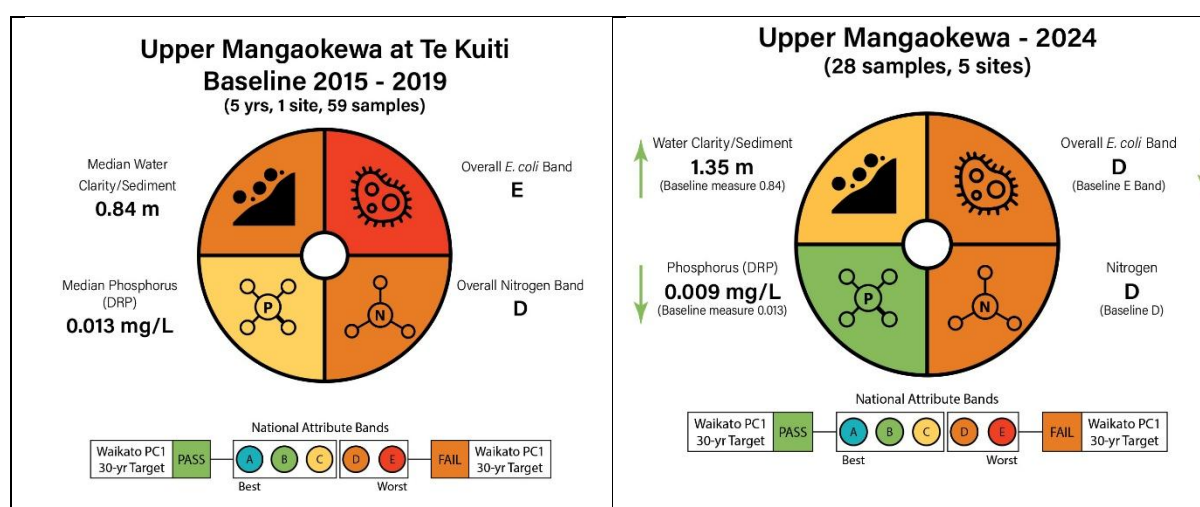 Upper Mangaokewa at Te Kuiti
Baseline 2015 - 2019
(5 yrs, 1 site, 59 samples)
Median Water
Clarity/Sediment
0.84 m
Overall E. coli Band
E
Median Phosphorus
(DRP)
0.013 mg/L
P
N
Overall Nitrogen Band
D
National Attribute Bands
Waikato PC1
30-yr Target
PASS
A
B
C
D
E
FAIL
Waikato PC1
30-yr Target
Best
Worst
Upper Mangaokewa - 2024
(28 samples, 5 sites)
Water Clarity/Sediment
1.35 m
(Baseline measure 0.84)
Overall E. coli Band
D
(Baseline E Band)
Phosphorus (DRP)
0.009 mg/L
(Baseline measure 0.013)
P
N
Nitrogen
D
(Baseline D)
National Attribute Bands
Waikato PC1
30-yr Target
PASS
A
B
C
D
E
FAIL
Waikato PC1
30-yr Target
Best
Worst